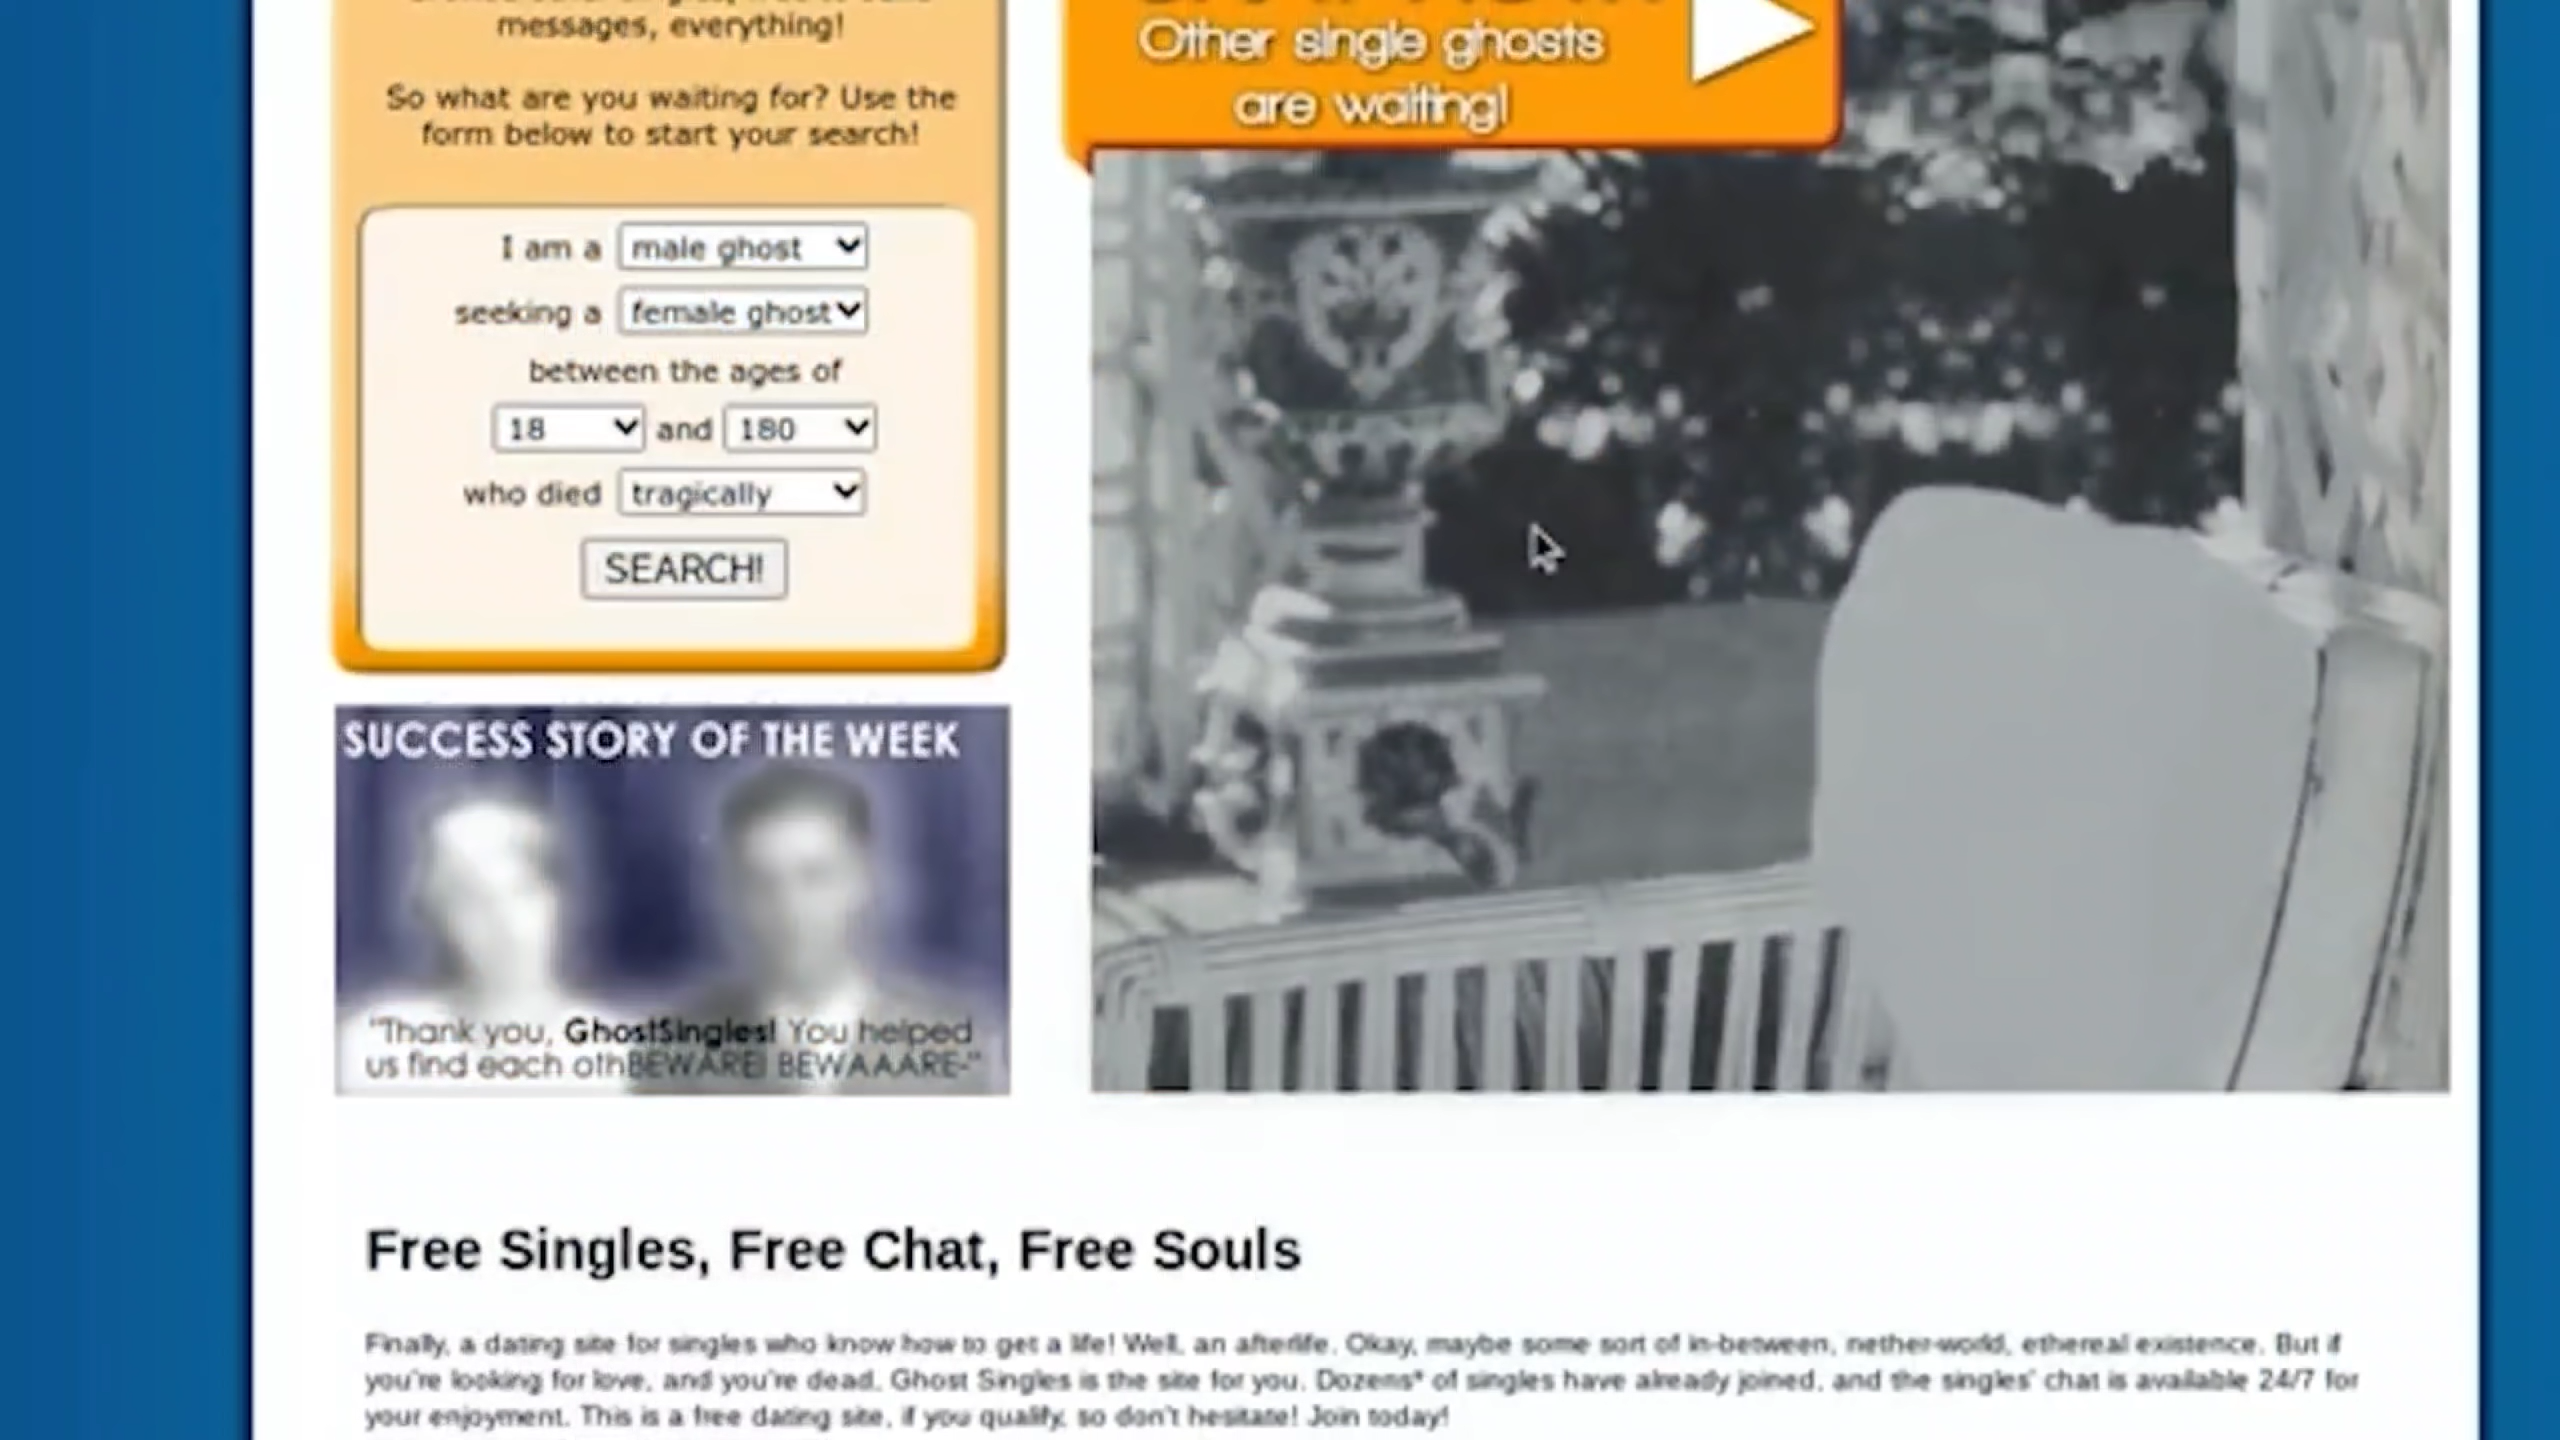 messages, everything!
So what are you waiting for? Use the
form below to start your search!
I am a male ghost
seeking a female ghost
between the ages of
18 and 180
who died tragically
SEARCH!
Other single ghosts
are waiting!
SUCCESS STORY OF THE WEEK
"Thank you, GhostSingles! You helped
us find each othBEWARE! BEWAAARE-"
Free Singles, Free Chat, Free Souls
Finally, a dating site for singles who know how to get a life! Well, an afterlife. Okay, maybe some sort of in-between, nether-world, ethereal existence. But if
you're looking for love, and you're dead, Ghost Singles is the site for you. Dozens* of singles have already joined, and the singles' chat is available 24/7 for
your enjoyment. This is a free dating site, if you qualify, so don't hesitate! Join today!